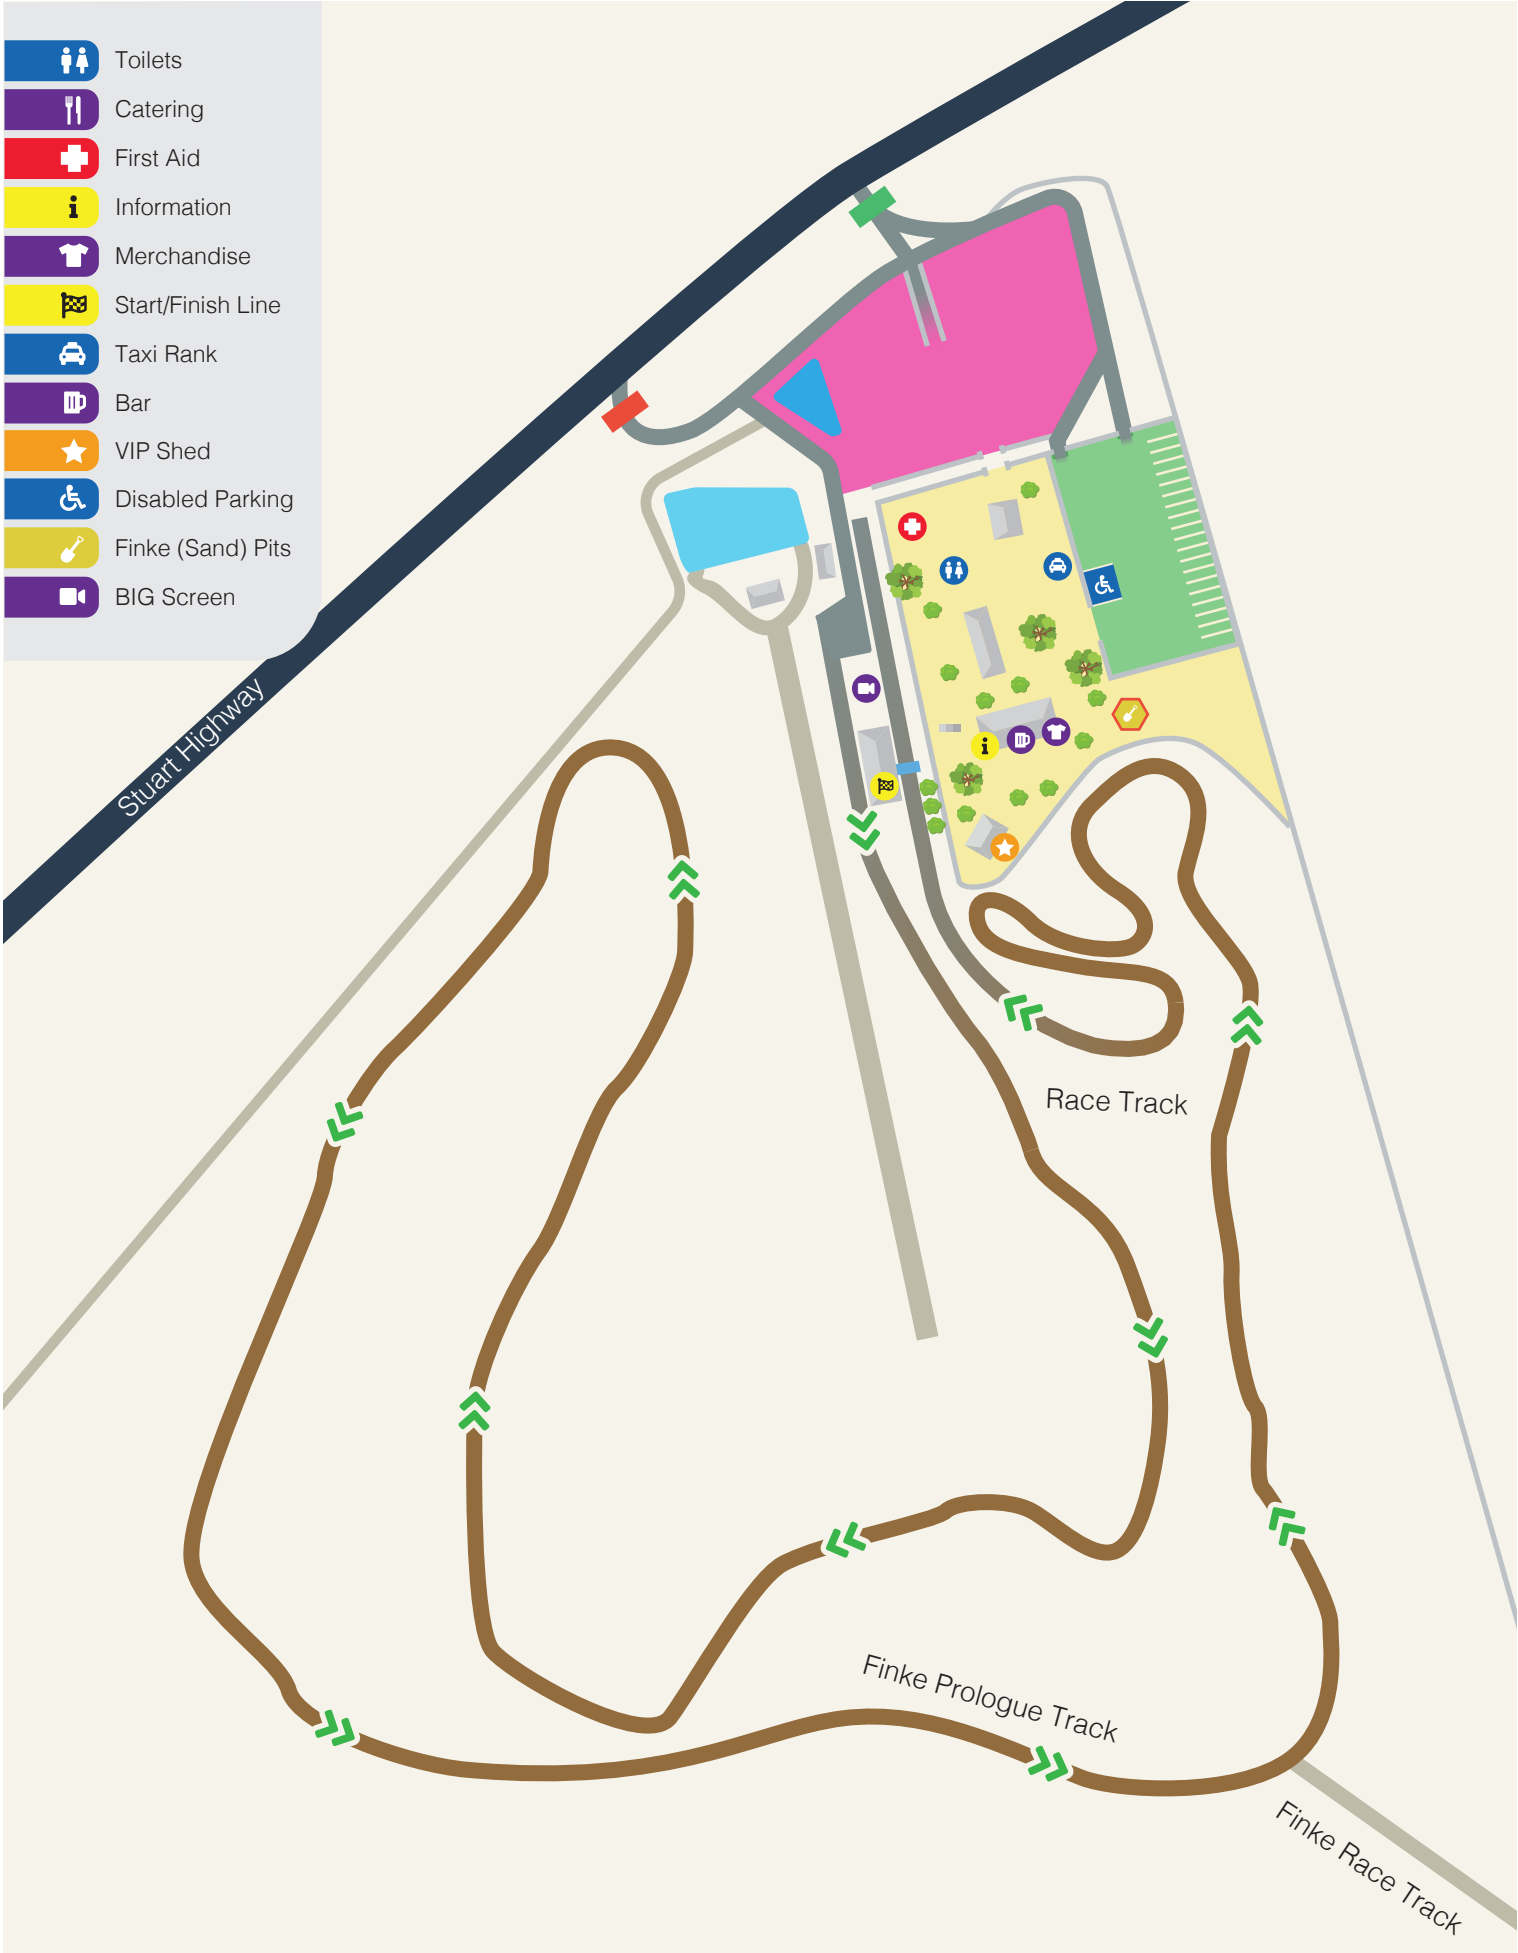 Toilets
Catering
First Aid
Information
Merchandise
Start/Finish Line
Taxi Rank
Bar
VIP Shed
Disabled Parking
Finke (Sand) Pits
BIG Screen
Stuart Highway
Race Track
Finke Prologue Track
Finke Race Track